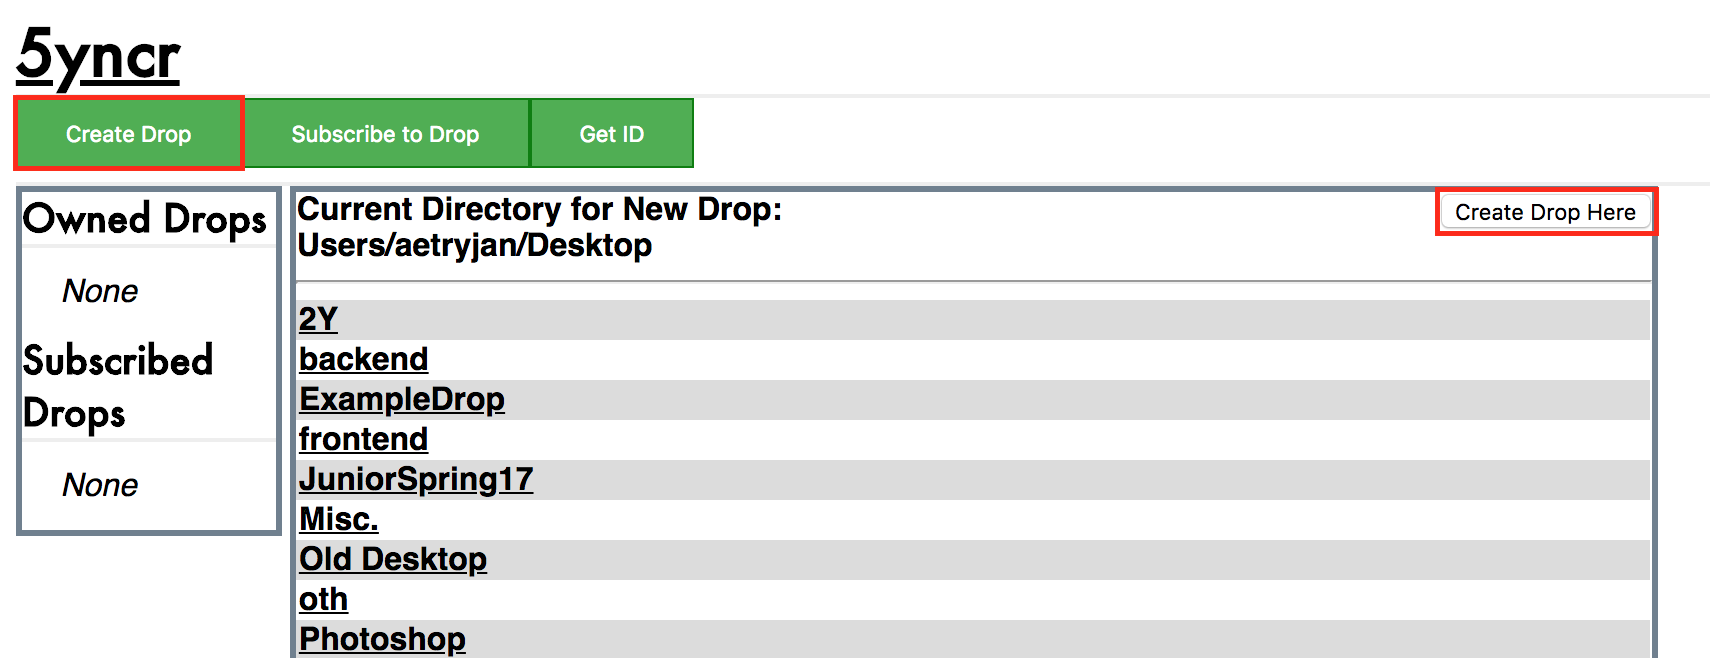 5yncr
Create Drop
Subscribe to Drop
Get ID
Owned Drops
None
Subscribed
Drops
None
Current Directory for New Drop:
Users/aetryjan/Desktop
Create Drop Here
2Y
backend
ExampleDrop
frontend
JuniorSpring17
Misc.
Old Desktop
oth
Photoshop